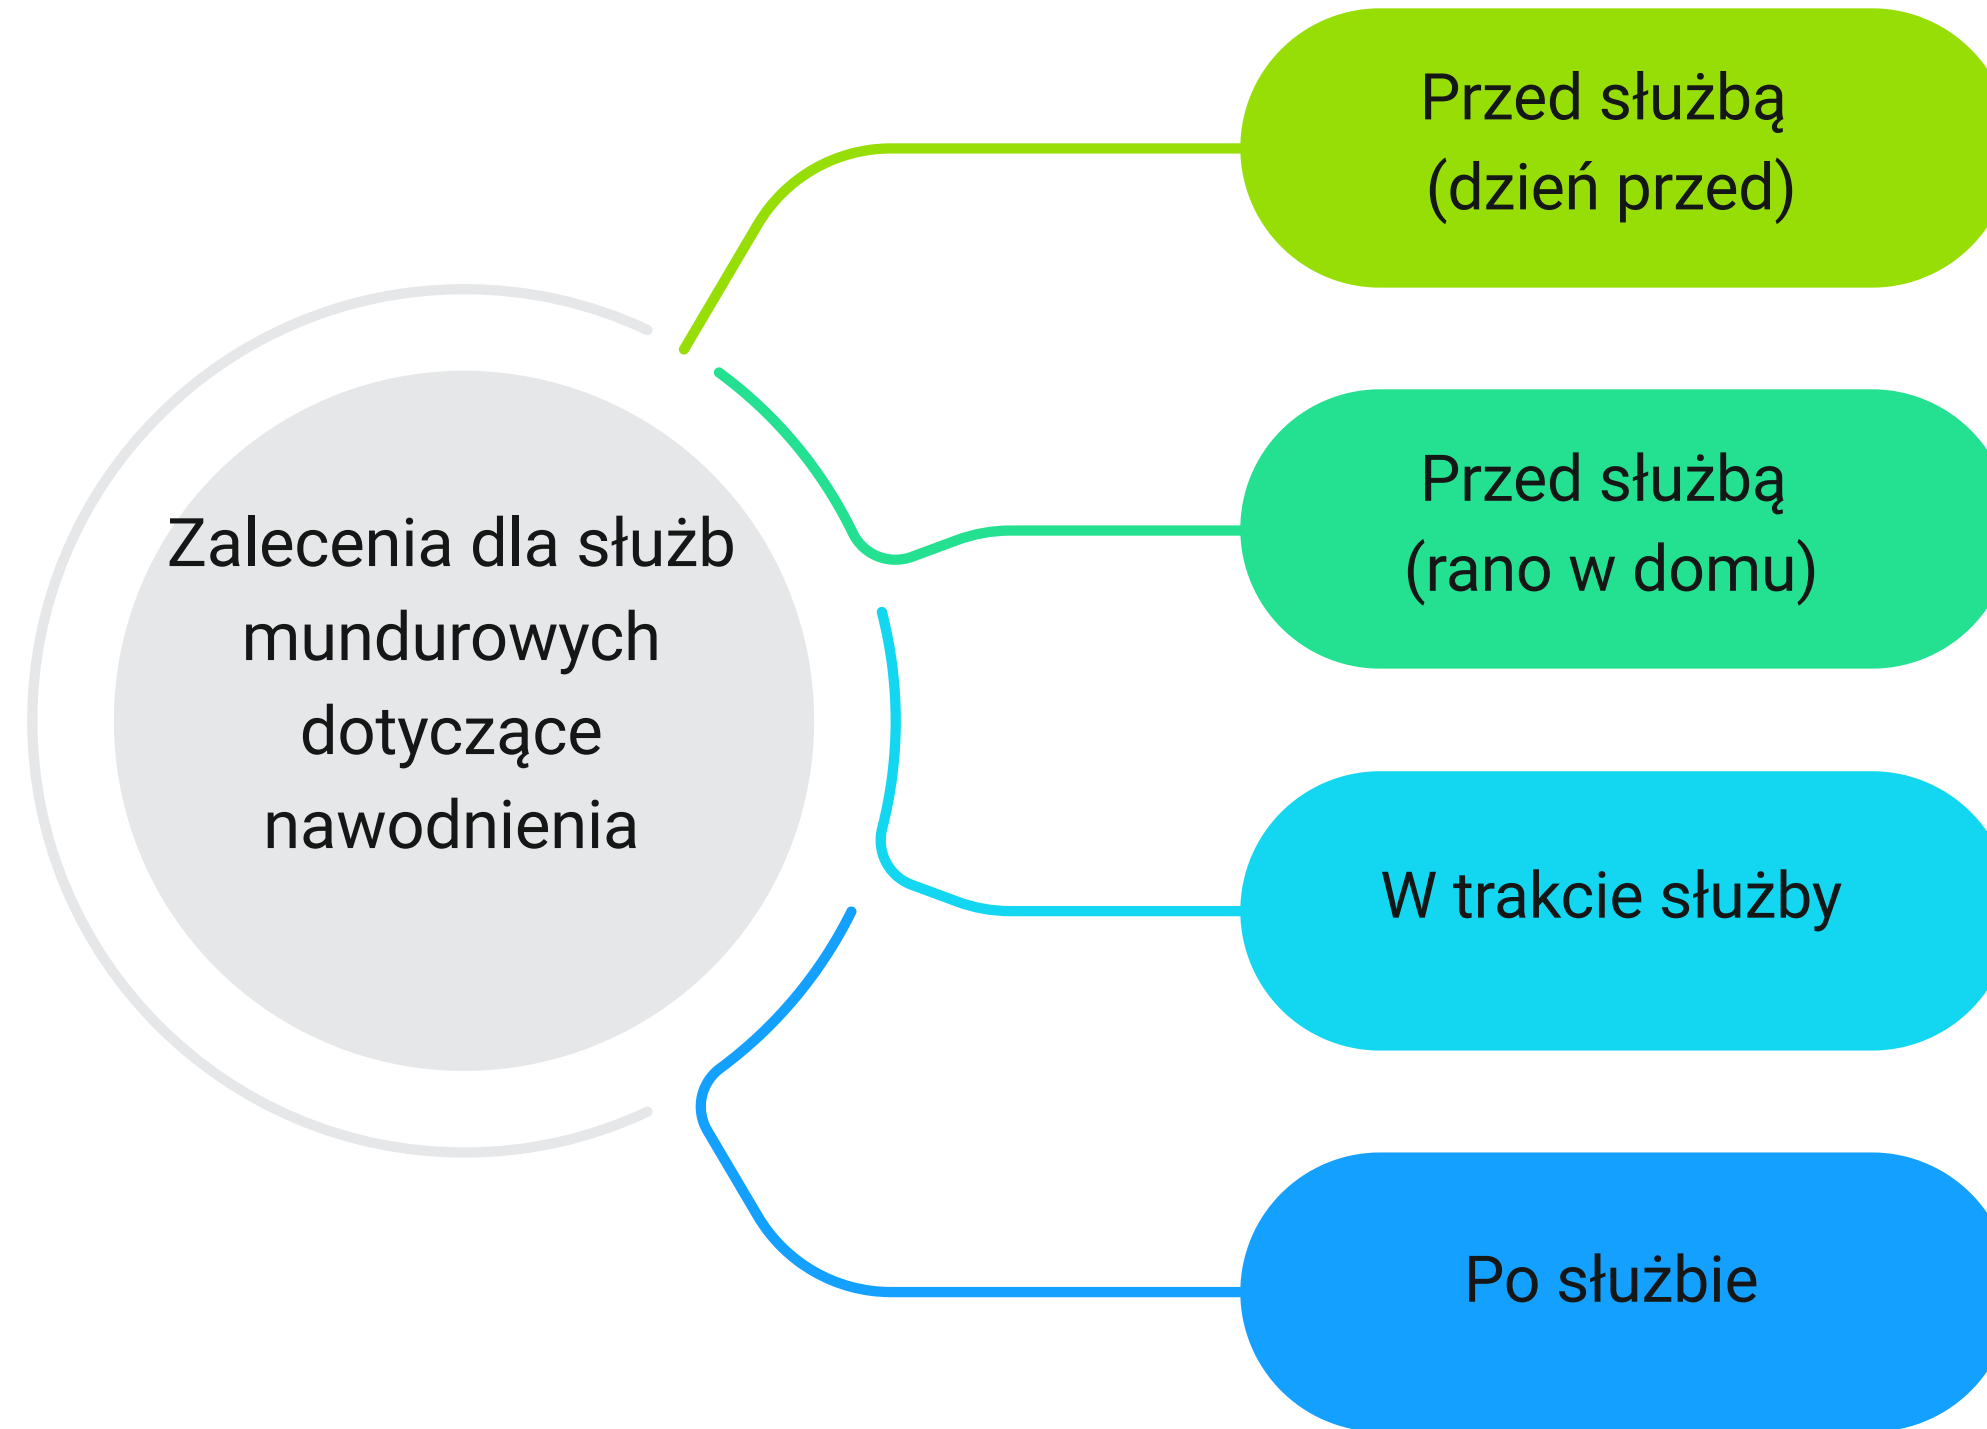 Zalecenia dla służb
mundurowych
dotyczące
nawodnienia
Przed służbą
(dzień przed)
Przed służbą
(rano w domu)
W trakcie służby
Po służbie